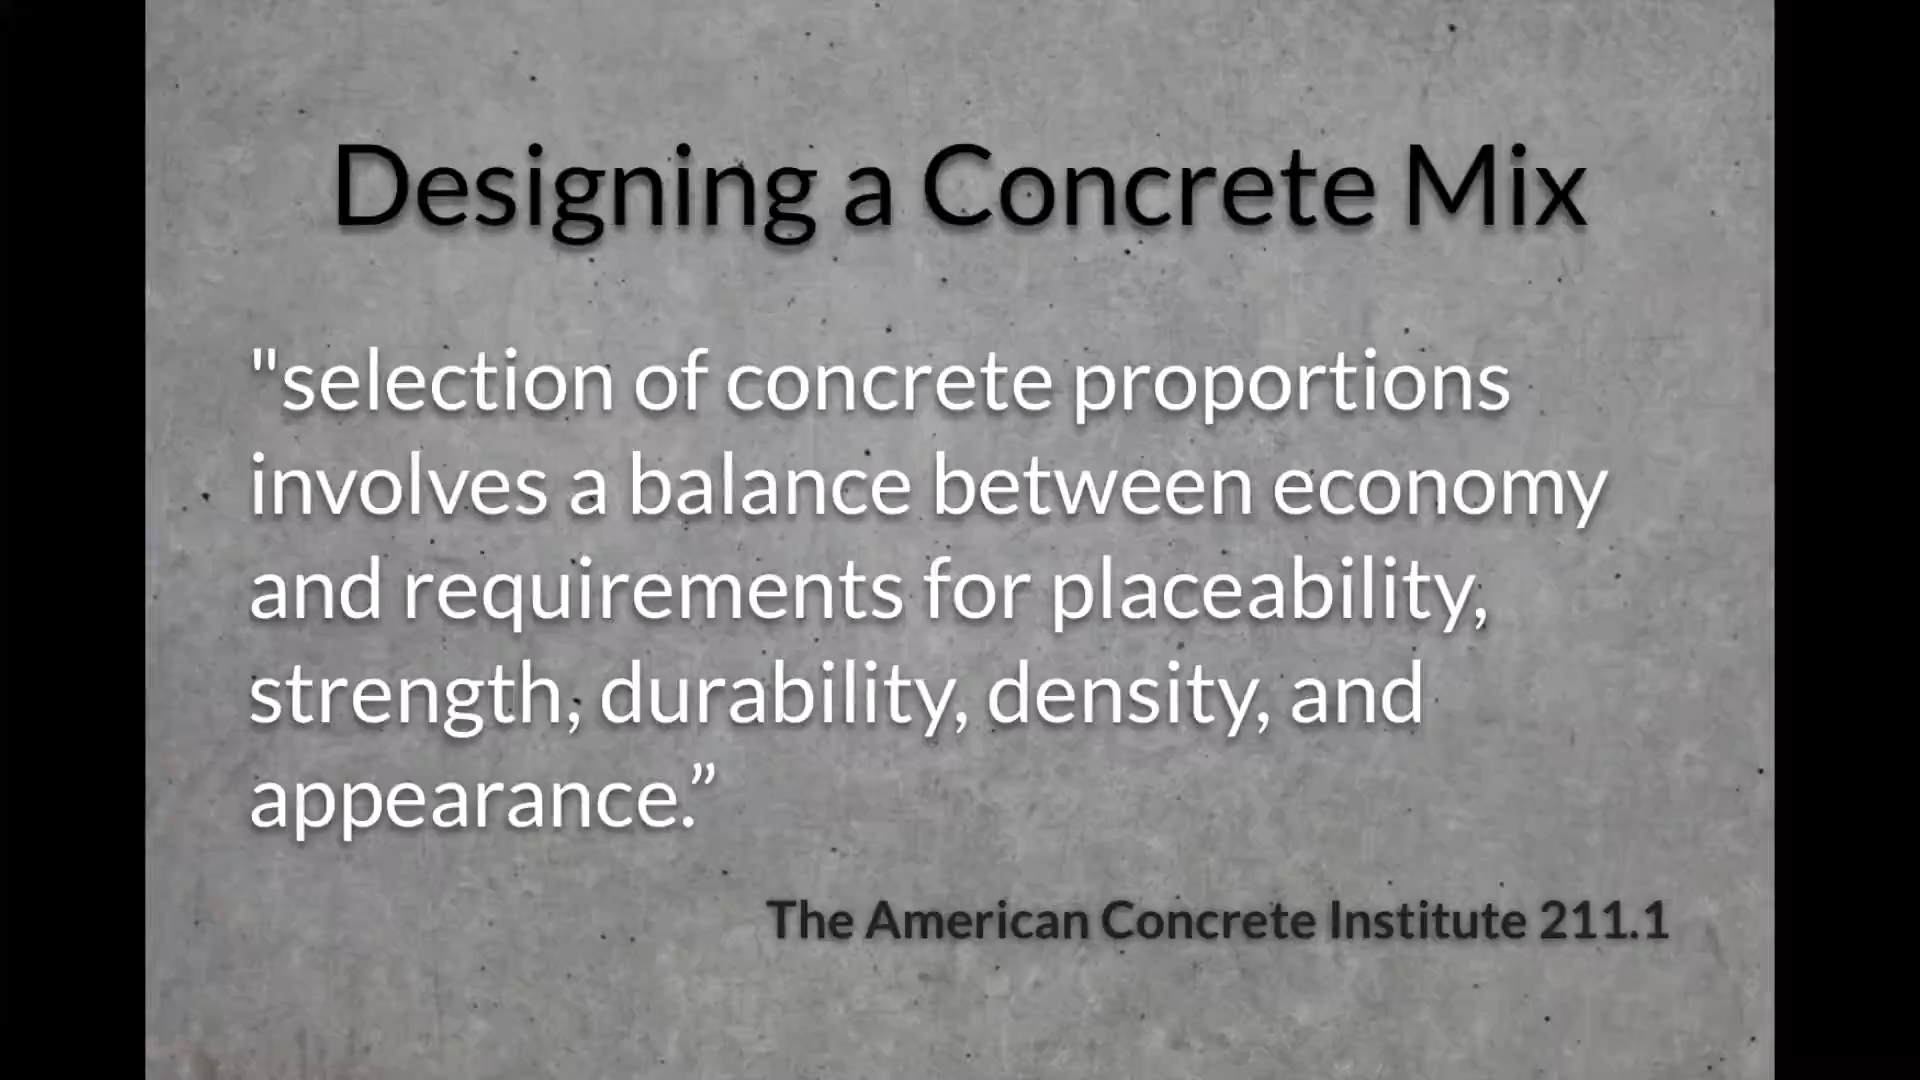 Designing a Concrete Mix
"selection of concrete proportions
involves a balance between economy
and requirements for placeability,
strength, durability, density, and
appearance.”
The American Concrete Institute 211.1